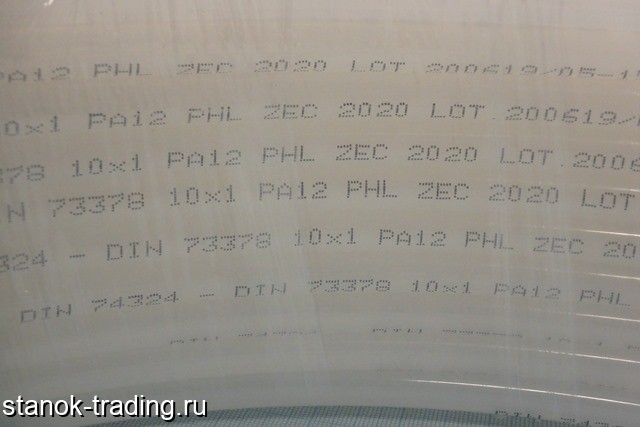 PA12 PHL ZEC 2020 LOT 200619/05-1
0x1 PA12 PHL ZEC 2020 LOT.200619/
378 10x1 PA12 PHL ZEC 2020 LOT.2006
N 73378 10x1 PA12 PHL ZEC 2020 LOT
324 - DIN 73378 10x1 PA12 PHL ZEC 20
DIN 74324 - DIN 73378 10x1 PA12 PHL
DIN
stanok-trading.ru